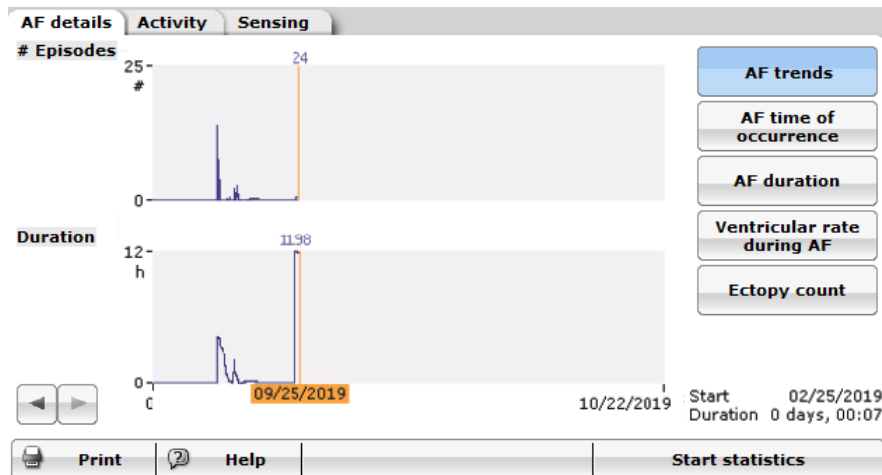 AF details Activity Sensing
# Episodes
24
25
#
0
AF trends
AF time of
occurrence
AF duration
Ventricular rate
during AF
Ectopy count
Duration
11.98
12
h
0
09/25/2019
10/22/2019
Start 02/25/2019
Duration 0 days, 00:07
Print Help Start statistics